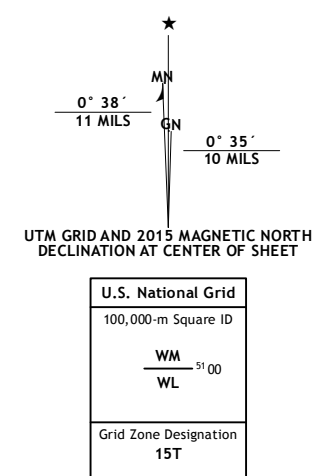 MN
0° 38´
11 MILS
GN
0° 35´
10 MILS
UTM GRID AND 2015 MAGNETIC NORTH
DECLINATION AT CENTER OF SHEET
U.S. National Grid
100,000-m Square ID
WM
51 00
WL
Grid Zone Designation
15T